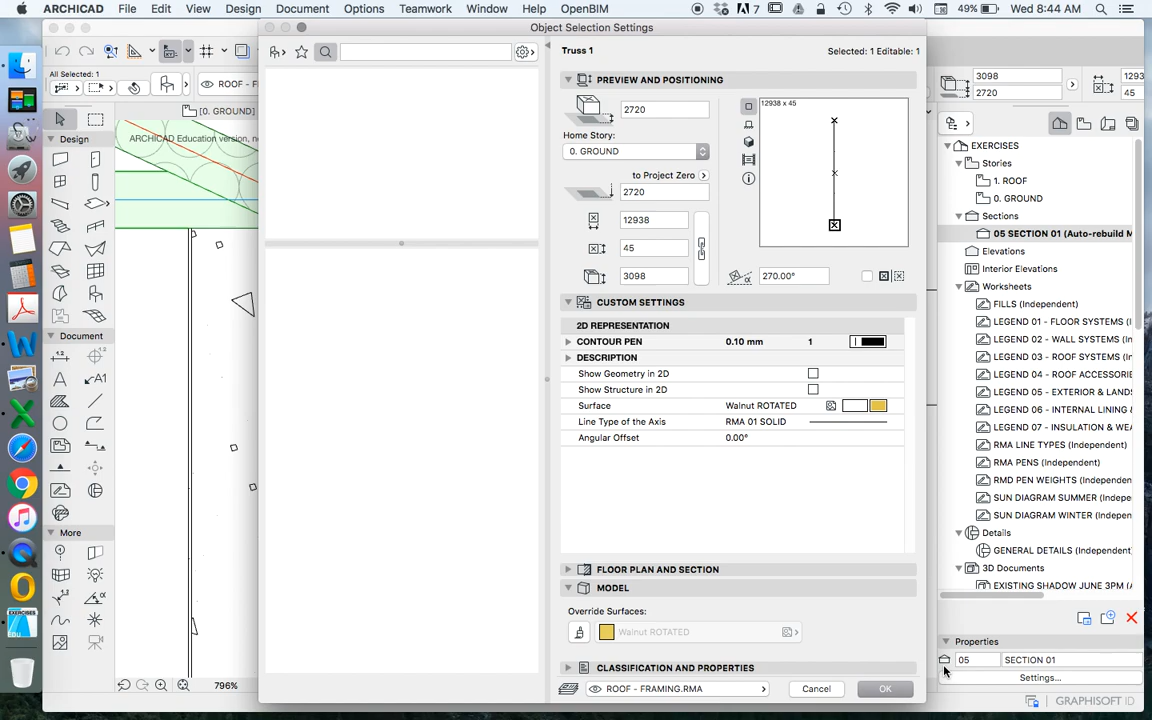 ARCHICAD File Edit View Design Document Options Teamwork Window Help OpenBIM 7 49% Wed 8:44 AM
Object Selection Settings
All Selected: 1
ROOF - F
[0. GROUND]
ARCHICAD Education version, n
Design
Document
More
796%
Truss 1
Selected: 1 Editable: 1
PREVIEW AND POSITIONING
2720
Home Story:
0. GROUND
to Project Zero
2720
12938
45
3098
12938 x 45
270.00°
CUSTOM SETTINGS
2D REPRESENTATION
CONTOUR PEN 0.10 mm 1
DESCRIPTION
Show Geometry in 2D
Show Structure in 2D
Surface Walnut ROTATED
Line Type of the Axis RMA 01 SOLID
Angular Offset 0.00°
FLOOR PLAN AND SECTION
MODEL
Override Surfaces:
Walnut ROTATED
CLASSIFICATION AND PROPERTIES
ROOF - FRAMING.RMA
Cancel
OK
3098
2720
1293
45
EXERCISES
Stories
1. ROOF
0. GROUND
Sections
05 SECTION 01 (Auto-rebuild M
Elevations
Interior Elevations
Worksheets
FILLS (Independent)
LEGEND 01 - FLOOR SYSTEMS (I
LEGEND 02 - WALL SYSTEMS (In
LEGEND 03 - ROOF SYSTEMS (In
LEGEND 04 - ROOF ACCESSORIE
LEGEND 05 - EXTERIOR & LANDS
LEGEND 06 - INTERNAL LINING &
LEGEND 07 - INSULATION & WEA
RMA LINE TYPES (Independent)
RMA PENS (Independent)
RMD PEN WEIGHTS (Independen
SUN DIAGRAM SUMMER (Indepe
SUN DIAGRAM WINTER (Indepen
Details
GENERAL DETAILS (Independent
3D Documents
EXISTING SHADOW JUNE 3PM (A
Properties
05 SECTION 01
Settings...
GRAPHISOFT ID